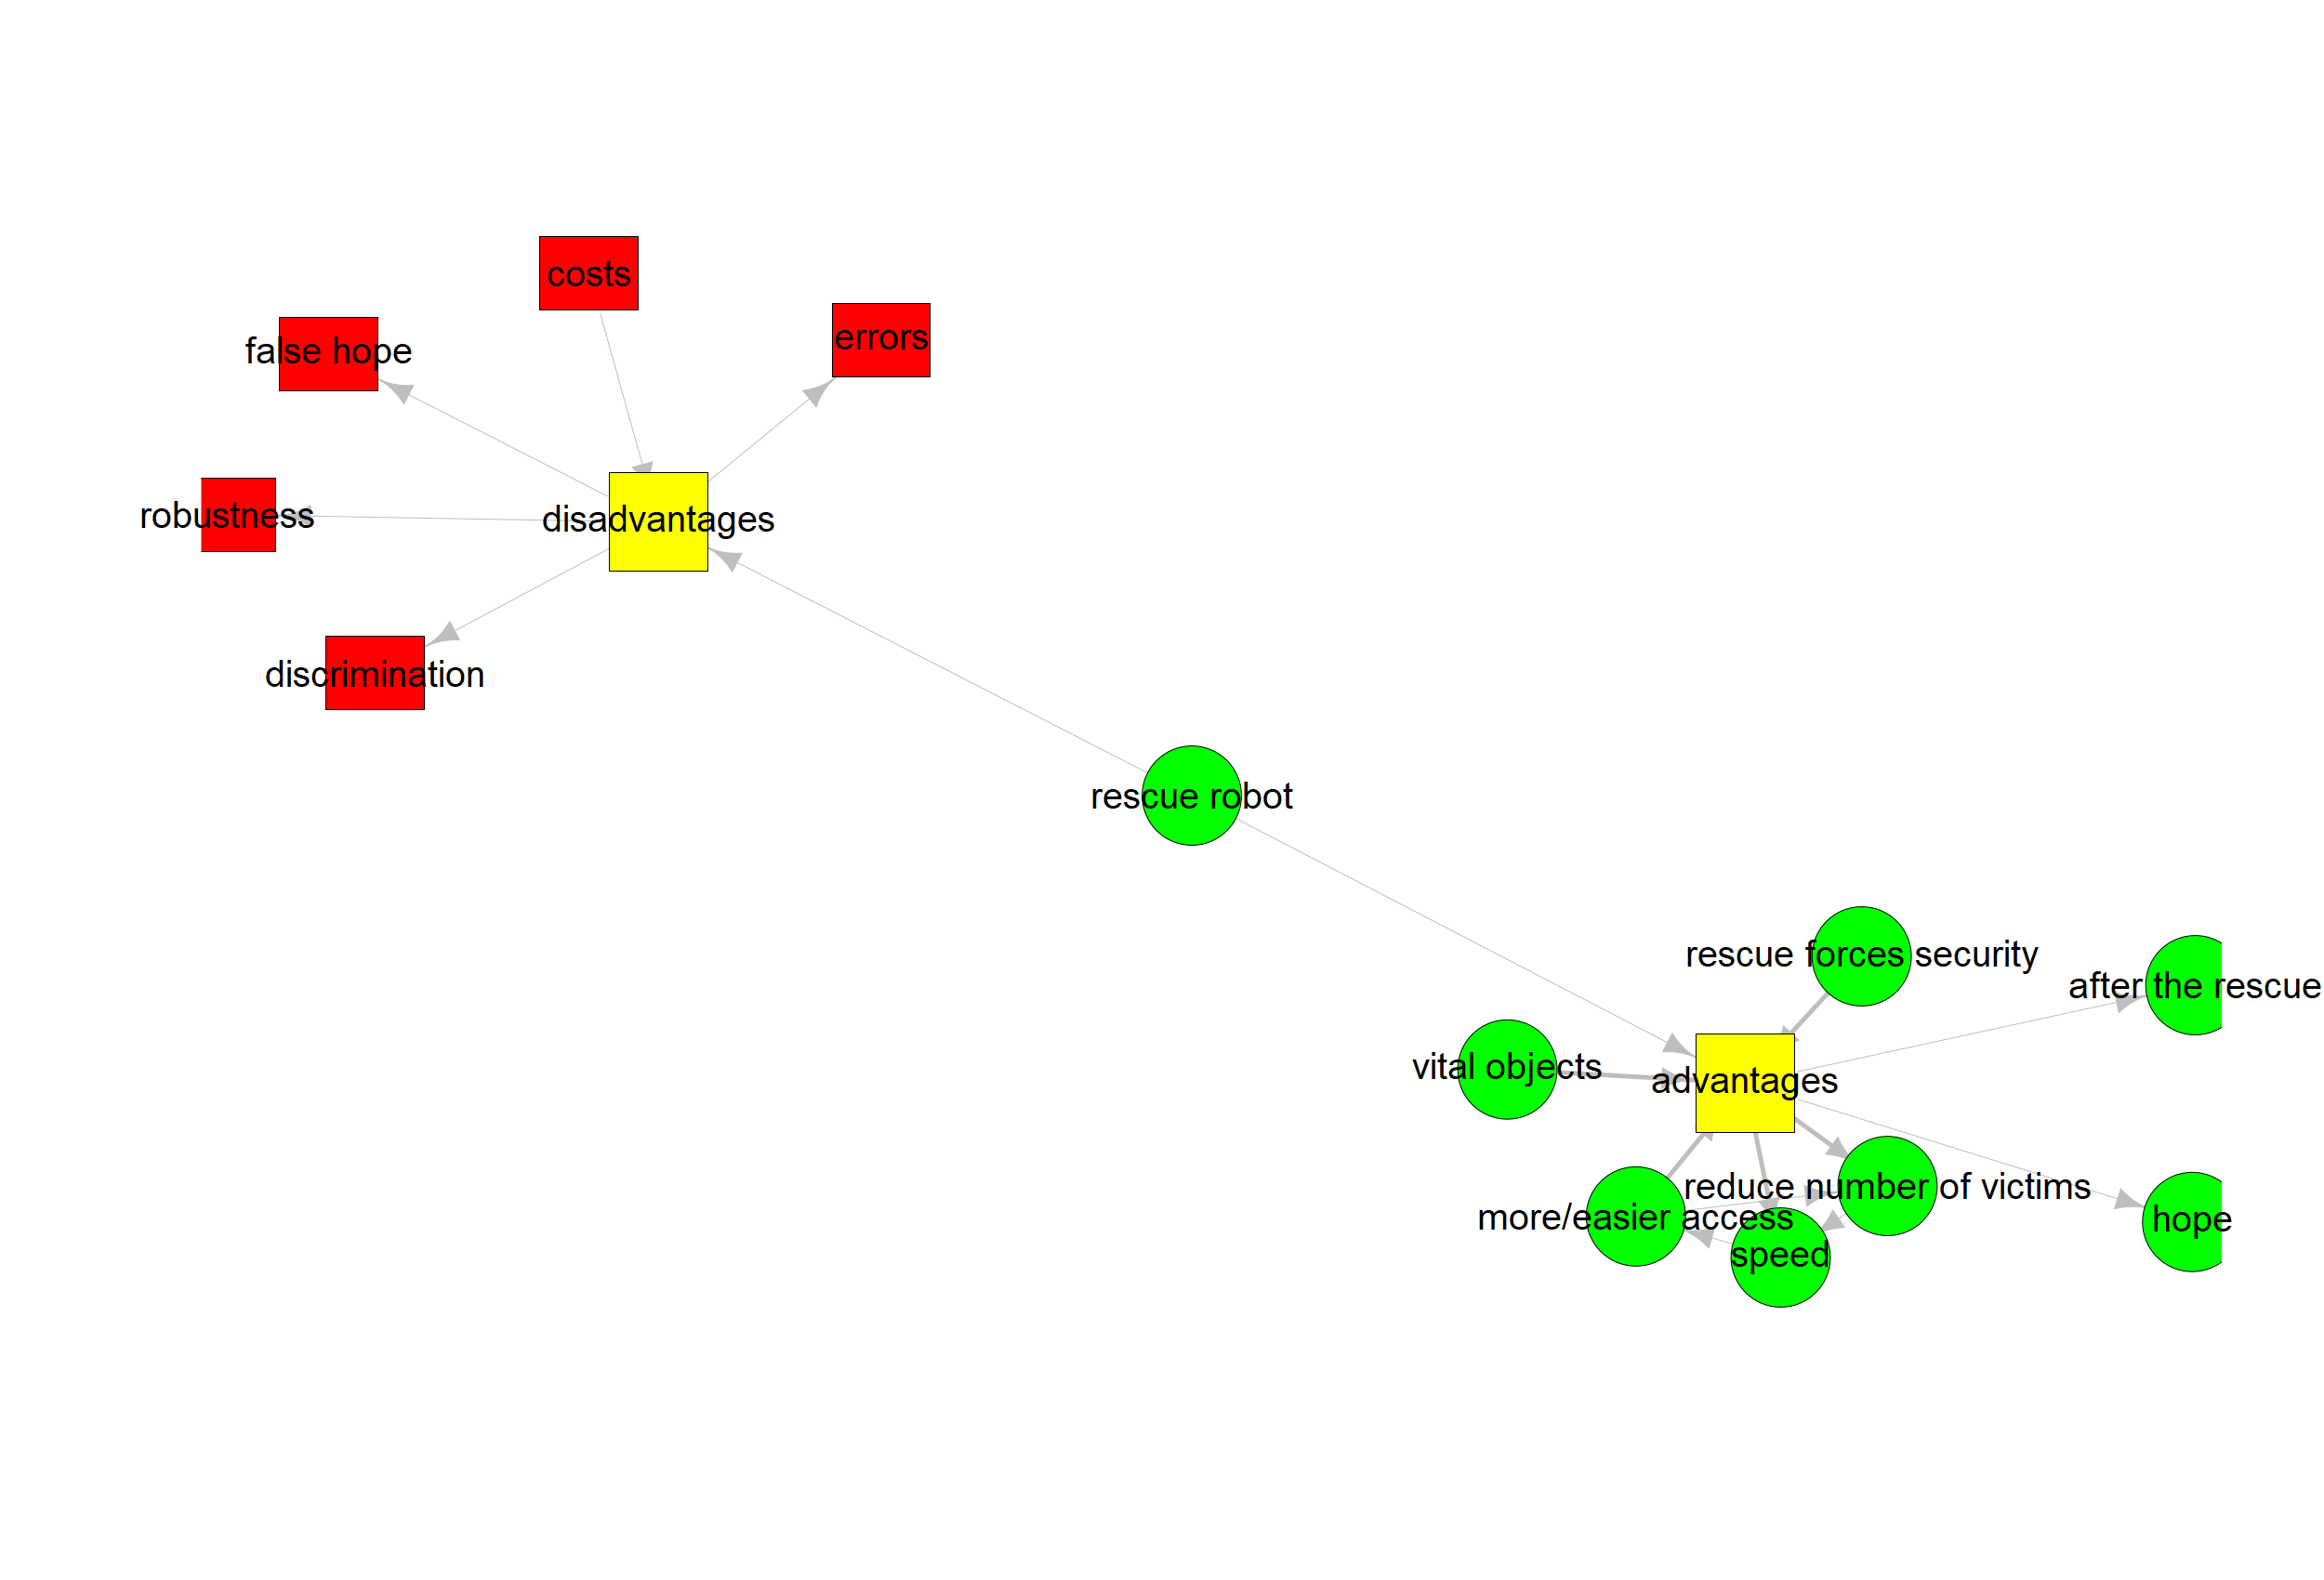 costs
errors
false hope
robustness
disadvantages
discrimination
rescue robot
rescue forces security
after the rescue
vital objects
advantages
reduce number of victims
more/easier access
hope
speed